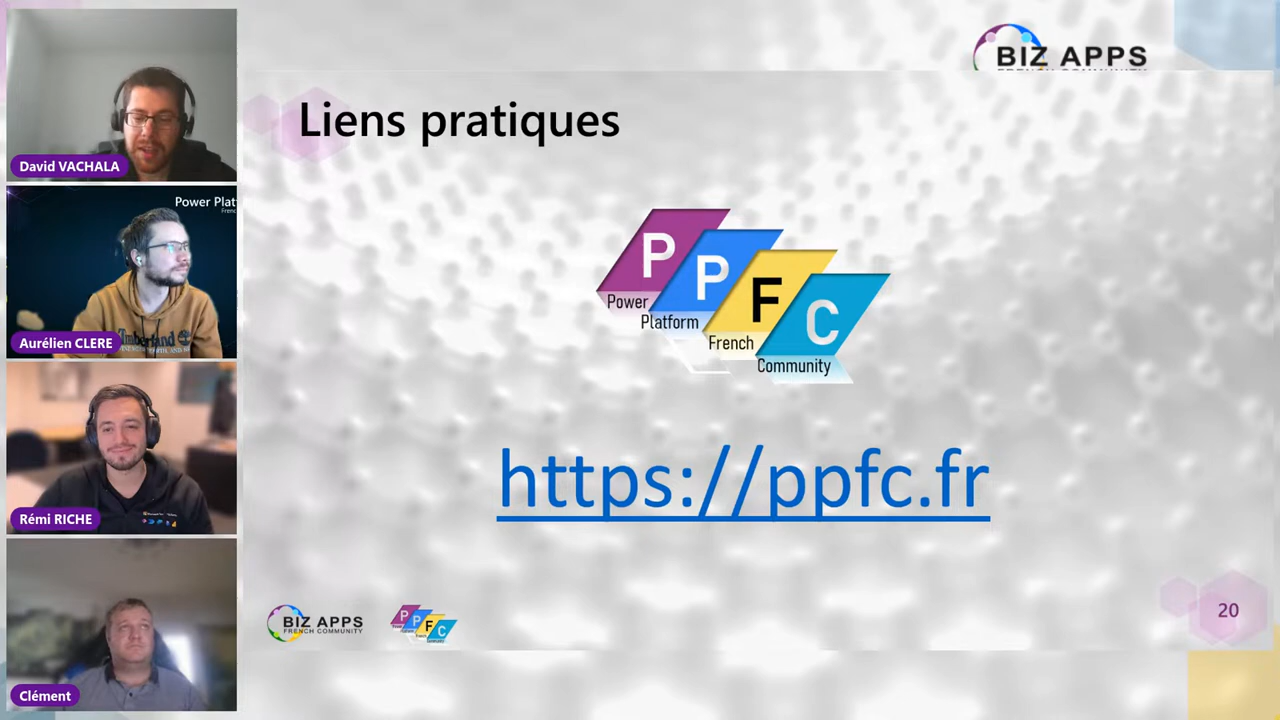 David VACHALA
Power Plat
Aurélien CLERE
Rémi RICHE
Clément
BIZ APPS
Liens pratiques
P
Power
P
Platform
F
French
C
Community
https://ppfc.fr
BIZ APPS
FRENCH COMMUNITY
P P F C
20